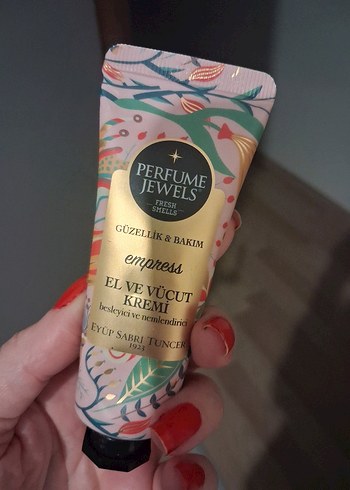 PERFUME
JEWELS®
FRESH
SMELLS
GÜZELLİK & BAKIM
empress
EL VE VÜCUT
KREMİ
besleyici ve nemlendirici
EYÜP SABRİ TUNCER
1923